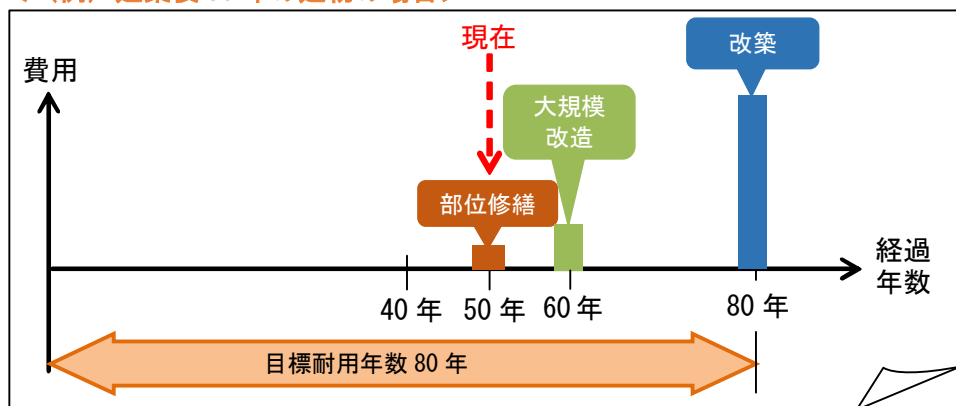 現在
改築
費用
大規模
改造
部位修繕
経過
年数
40 年
50 年
60 年
80 年
目標耐用年数 80 年